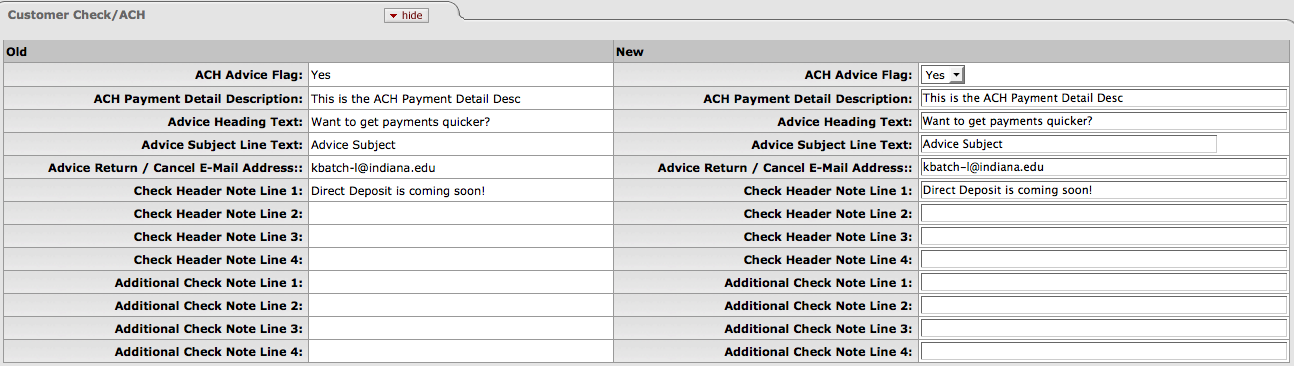 Customer Check/ACH hide
Old New
ACH Advice Flag: Yes ACH Advice Flag: Yes
ACH Payment Detail Description: This is the ACH Payment Detail Desc ACH Payment Detail Description: This is the ACH Payment Detail Desc
Advice Heading Text: Want to get payments quicker? Advice Heading Text: Want to get payments quicker?
Advice Subject Line Text: Advice Subject Advice Subject Line Text: Advice Subject
Advice Return / Cancel E-Mail Address:: kbatch-l@indiana.edu Advice Return / Cancel E-Mail Address:: kbatch-l@indiana.edu
Check Header Note Line 1: Direct Deposit is coming soon! Check Header Note Line 1: Direct Deposit is coming soon!
Check Header Note Line 2: Check Header Note Line 2:
Check Header Note Line 3: Check Header Note Line 3:
Check Header Note Line 4: Check Header Note Line 4:
Additional Check Note Line 1: Additional Check Note Line 1:
Additional Check Note Line 2: Additional Check Note Line 2:
Additional Check Note Line 3: Additional Check Note Line 3:
Additional Check Note Line 4: Additional Check Note Line 4: